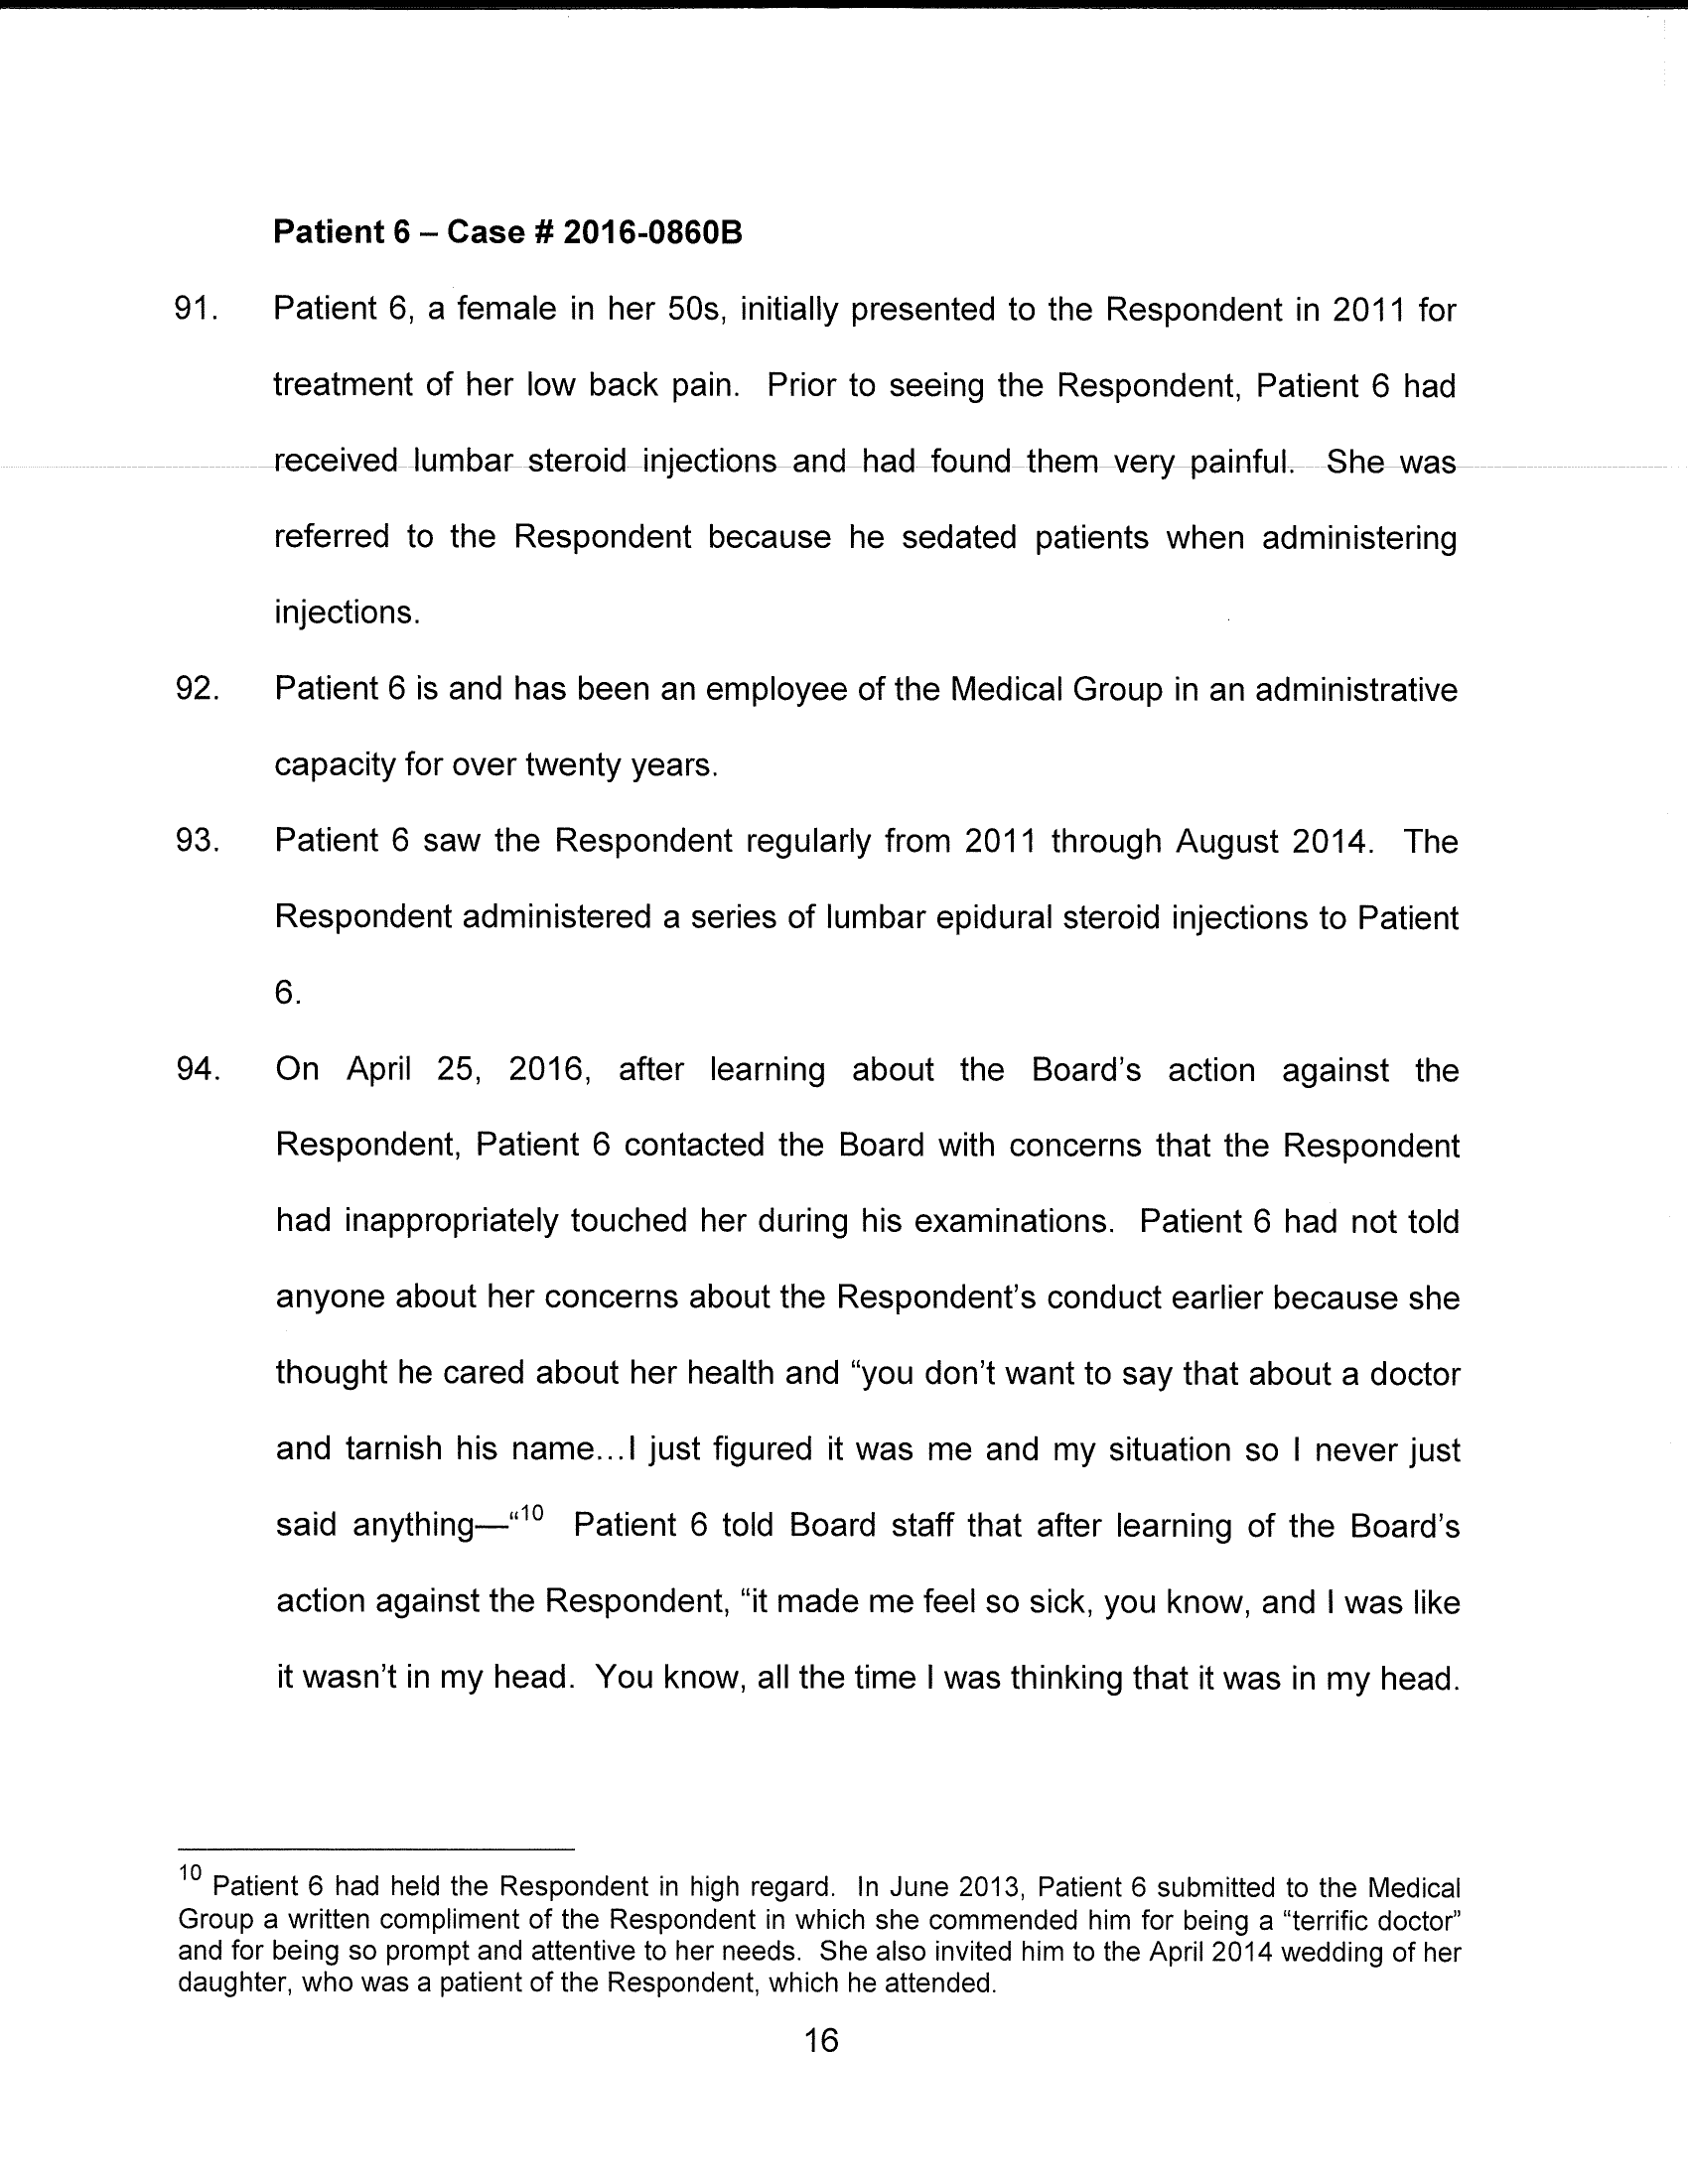 Patient 6 – Case # 2016-0860B
91. Patient 6, a female in her 50s, initially presented to the Respondent in 2011 for
treatment of her low back pain. Prior to seeing the Respondent, Patient 6 had
received lumbar steroid injections and had found them very painful. She was
referred to the Respondent because he sedated patients when administering
injections.
92. Patient 6 is and has been an employee of the Medical Group in an administrative
capacity for over twenty years.
93. Patient 6 saw the Respondent regularly from 2011 through August 2014. The
Respondent administered a series of lumbar epidural steroid injections to Patient
6.
94. On April 25, 2016, after learning about the Board’s action against the
Respondent, Patient 6 contacted the Board with concerns that the Respondent
had inappropriately touched her during his examinations. Patient 6 had not told
anyone about her concerns about the Respondent’s conduct earlier because she
thought he cared about her health and “you don’t want to say that about a doctor
and tarnish his name...I just figured it was me and my situation so I never just
said anything—“10 Patient 6 told Board staff that after learning of the Board’s
action against the Respondent, “it made me feel so sick, you know, and I was like
it wasn’t in my head. You know, all the time I was thinking that it was in my head.
10 Patient 6 had held the Respondent in high regard. In June 2013, Patient 6 submitted to the Medical
Group a written compliment of the Respondent in which she commended him for being a “terrific doctor”
and for being so prompt and attentive to her needs. She also invited him to the April 2014 wedding of her
daughter, who was a patient of the Respondent, which he attended.
16